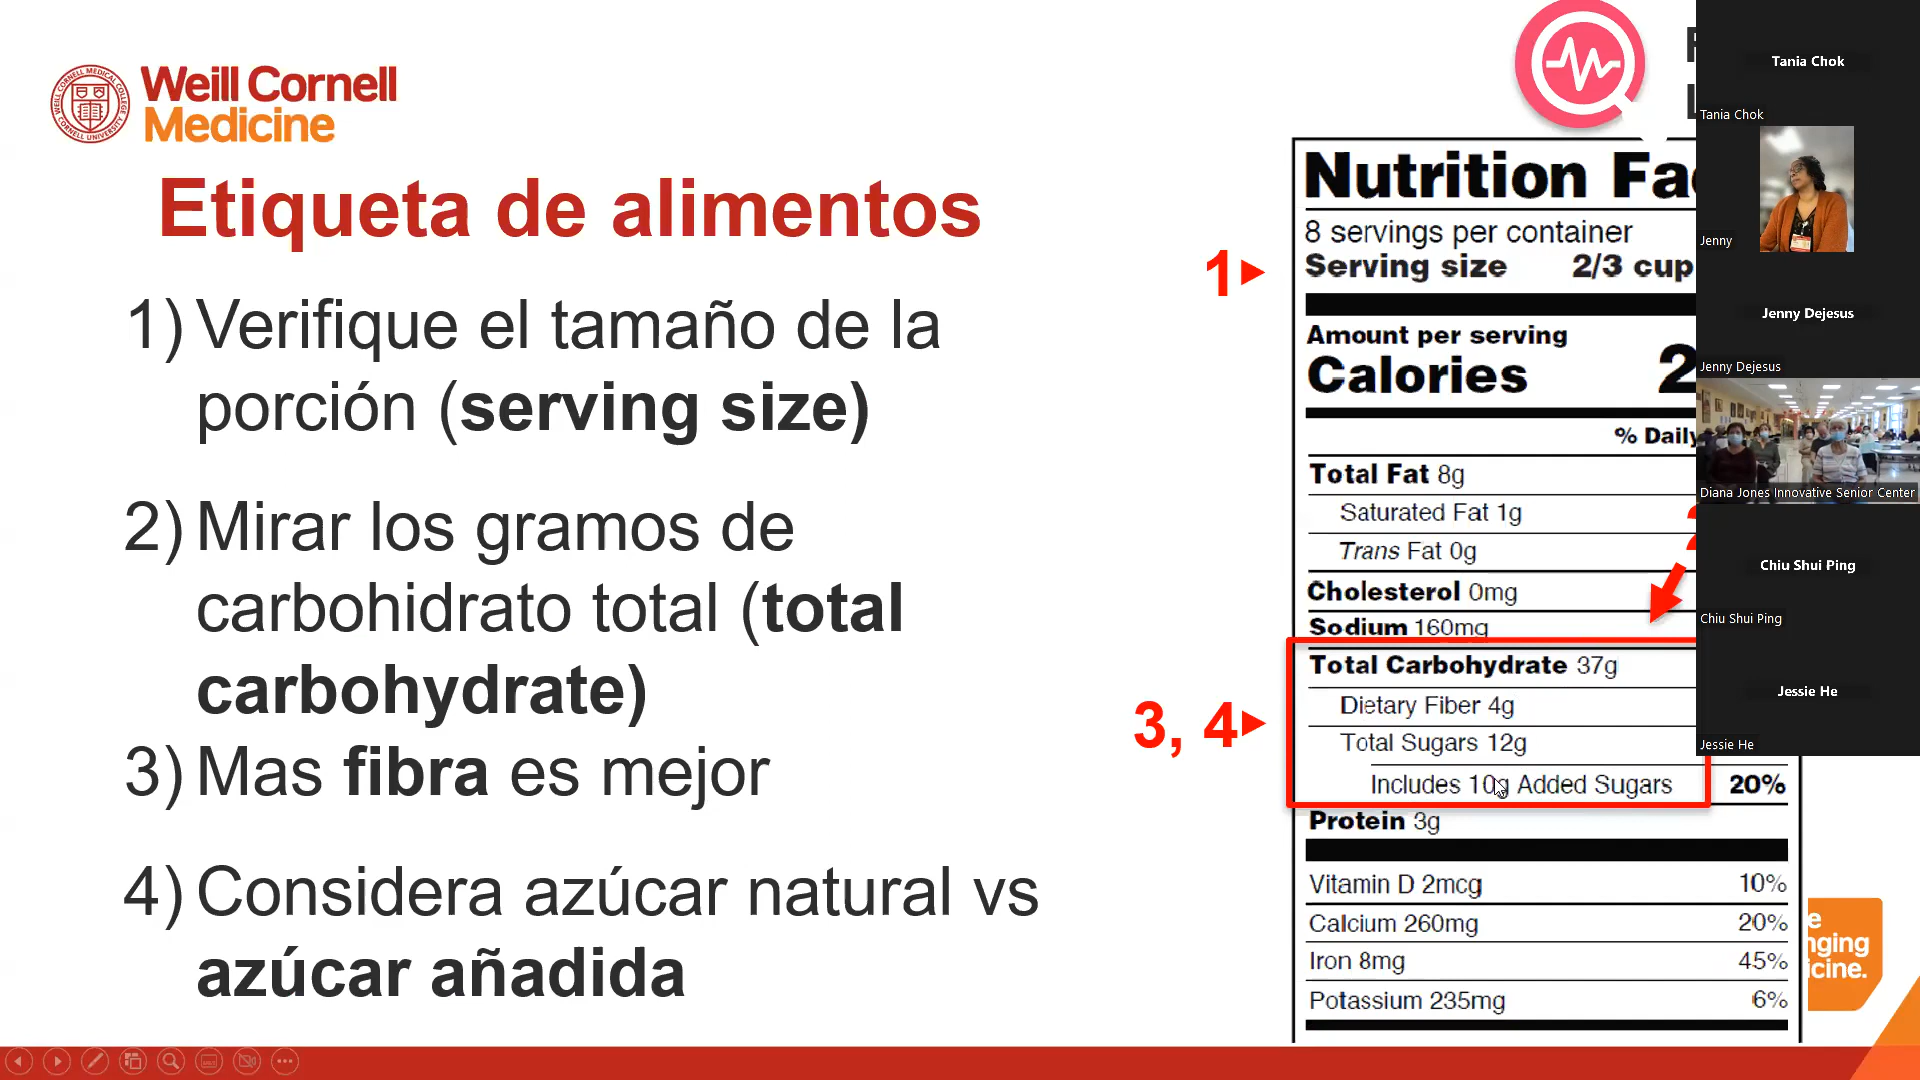 Weill Cornell
Medicine
Etiqueta de alimentos
1) Verifique el tamaño de la
porción (serving size)
2) Mirar los gramos de
carbohidrato total (total
carbohydrate)
3) Mas fibra es mejor
4) Considera azúcar natural vs
azúcar añadida
1
3, 4
Nutrition Fa
8 servings per container
Serving size 2/3 cup
Amount per serving
Calories 2
% Daily
Total Fat 8g
Saturated Fat 1g
Trans Fat 0g
Cholesterol 0mg
Sodium 160mg
Total Carbohydrate 37g
Dietary Fiber 4g
Total Sugars 12g
Includes 10g Added Sugars 20%
Protein 3g
Vitamin D 2mcg 10%
Calcium 260mg 20%
Iron 8mg 45%
Potassium 235mg 6%
Tania Chok
Tania Chok
Jenny
Jenny Dejesus
Jenny Dejesus
Diana Jones Innovative Senior Center
Chiu Shui Ping
Chiu Shui Ping
Jessie He
Jessie He